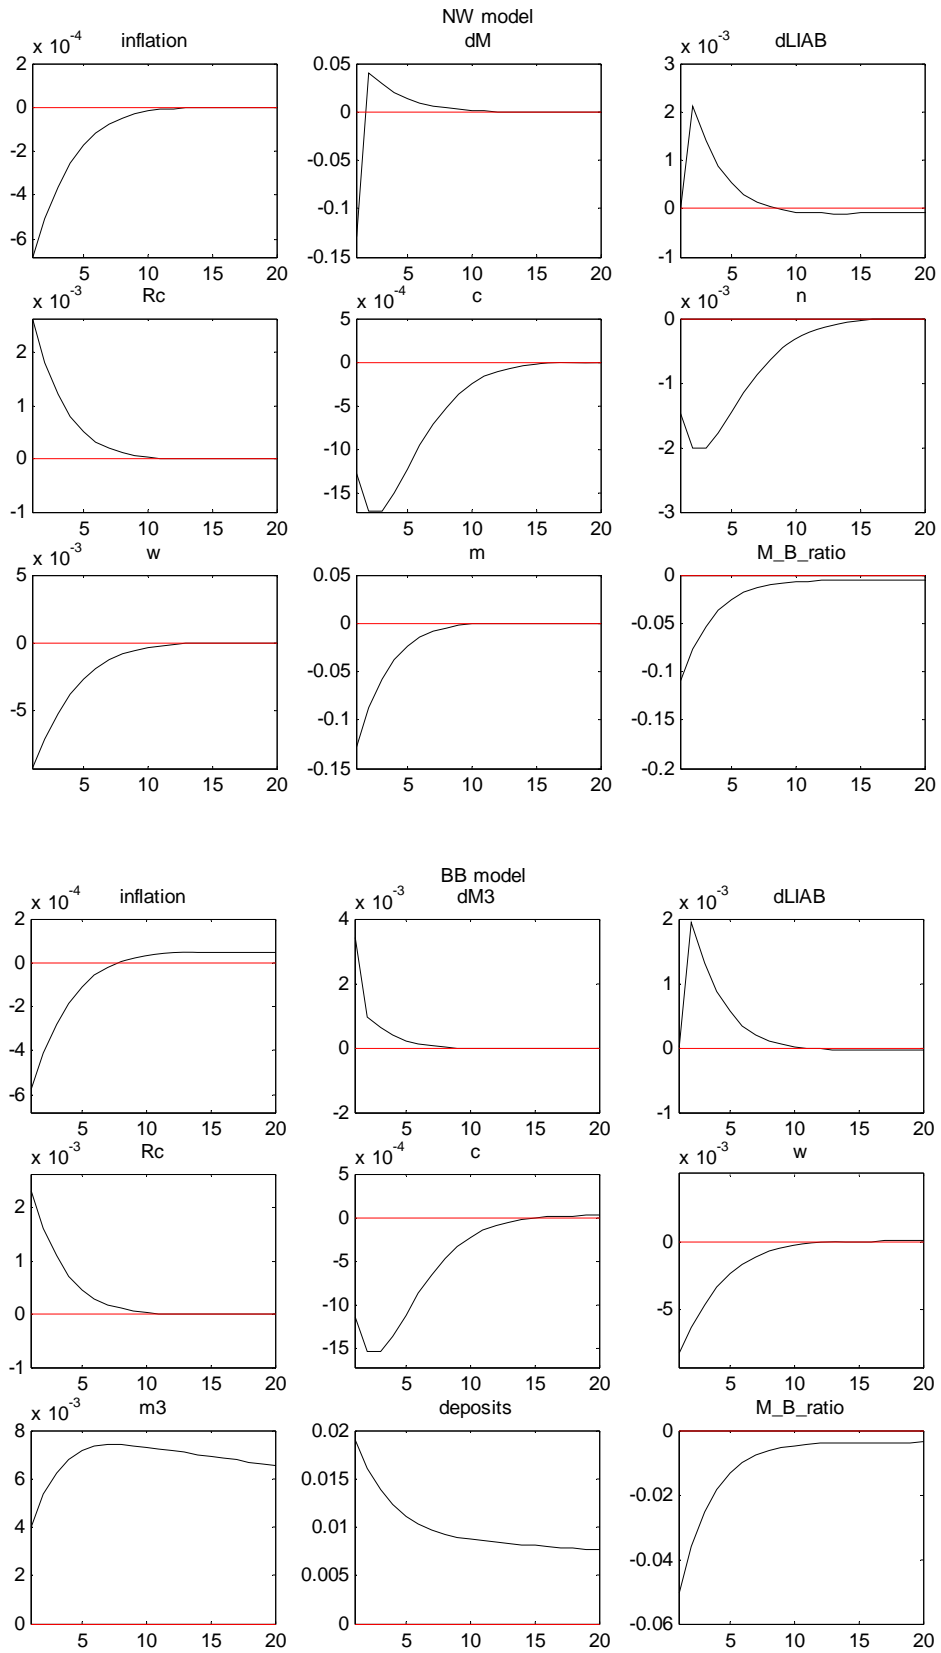 NW model
inflation dM dLIAB
x 10^-4 x 10^-3
2 0.05 3
0 0 2
-2 -0.05 1
-4 -0.1 0
-6 -0.15 -1
5 10 15 20 5 10 15 20 5 10 15 20
Rc c n
x 10^-3 x 10^-4 x 10^-3
2 5 0
1 0 -1
0 -5 -2
-1 -10 -3
-15
5 10 15 20 5 10 15 20 5 10 15 20
w m M_B_ratio
x 10^-3
5 0.05 0
0 0 -0.05
-5 -0.05 -0.1
-0.1 -0.15
-0.15 -0.2
5 10 15 20 5 10 15 20 5 10 15 20
BB model
inflation dM3 dLIAB
x 10^-4 x 10^-3 x 10^-3
2 4 2
0 2 1
-2 0 0
-4 -2 -1
-6
5 10 15 20 5 10 15 20 5 10 15 20
Rc c w
x 10^-3 x 10^-4 x 10^-3
2 5 0
1 0 -5
0 -5
-1 -10
-15
5 10 15 20 5 10 15 20 5 10 15 20
m3 deposits M_B_ratio
x 10^-3
8 0.02 0
6 0.015 -0.02
4 0.01 -0.04
2 0.005 -0.06
0 0
5 10 15 20 5 10 15 20 5 10 15 20